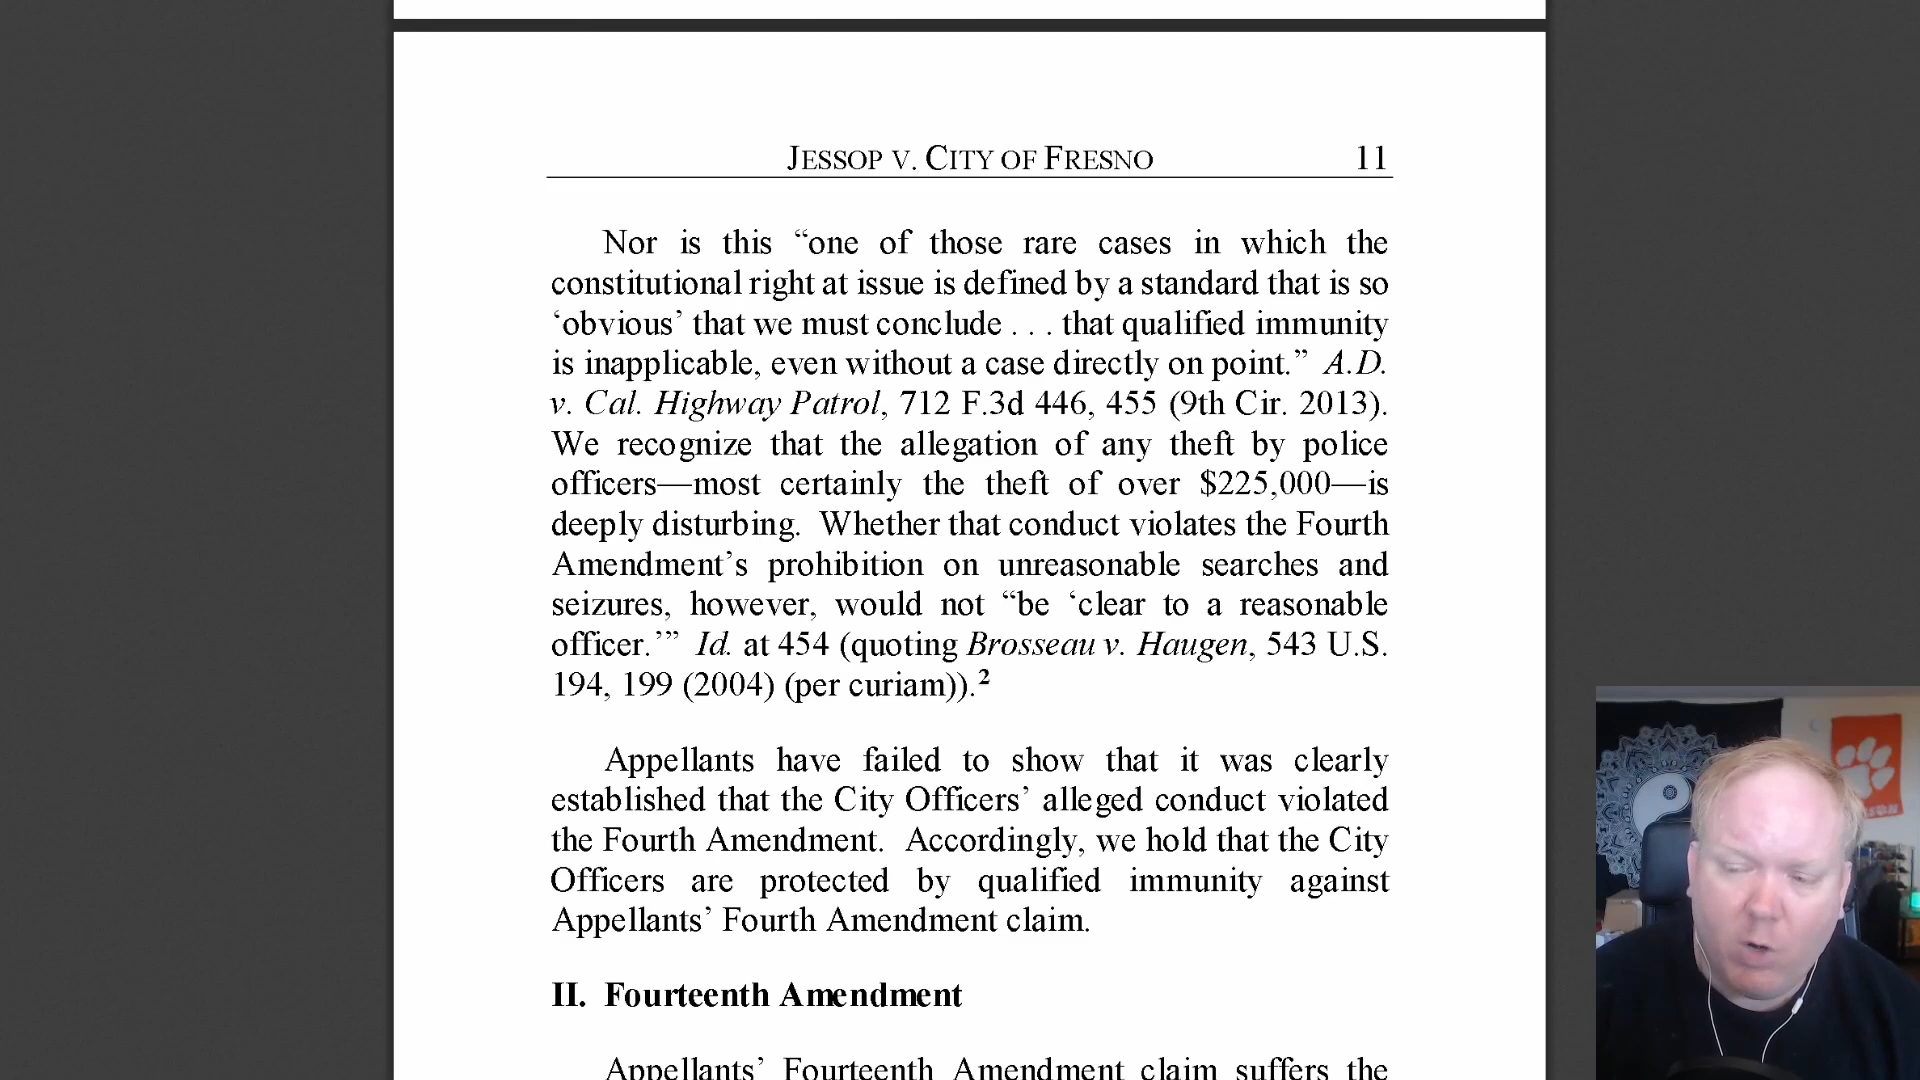 JESSOP V. CITY OF FRESNO 11
Nor is this “one of those rare cases in which the
constitutional right at issue is defined by a standard that is so
‘obvious’ that we must conclude . . . that qualified immunity
is inapplicable, even without a case directly on point.” A.D.
v. Cal. Highway Patrol, 712 F.3d 446, 455 (9th Cir. 2013).
We recognize that the allegation of any theft by police
officers—most certainly the theft of over $225,000—is
deeply disturbing. Whether that conduct violates the Fourth
Amendment’s prohibition on unreasonable searches and
seizures, however, would not “be ‘clear to a reasonable
officer.’” Id. at 454 (quoting Brosseau v. Haugen, 543 U.S.
194, 199 (2004) (per curiam)).2
Appellants have failed to show that it was clearly
established that the City Officers’ alleged conduct violated
the Fourth Amendment. Accordingly, we hold that the City
Officers are protected by qualified immunity against
Appellants’ Fourth Amendment claim.
II. Fourteenth Amendment
Appellants’ Fourteenth Amendment claim suffers the